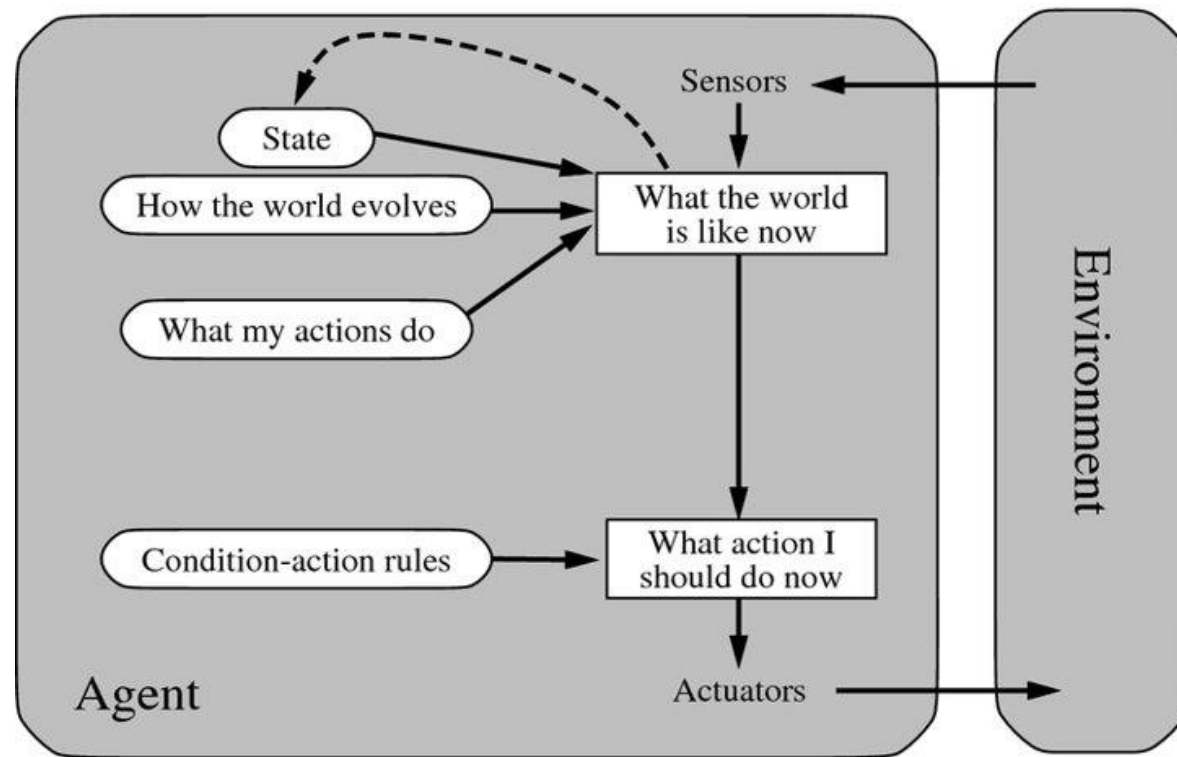 Sensors
State
What the world
is like now
How the world evolves
What my actions do
Environment
Condition-action rules
What action I
should do now
Agent
Actuators